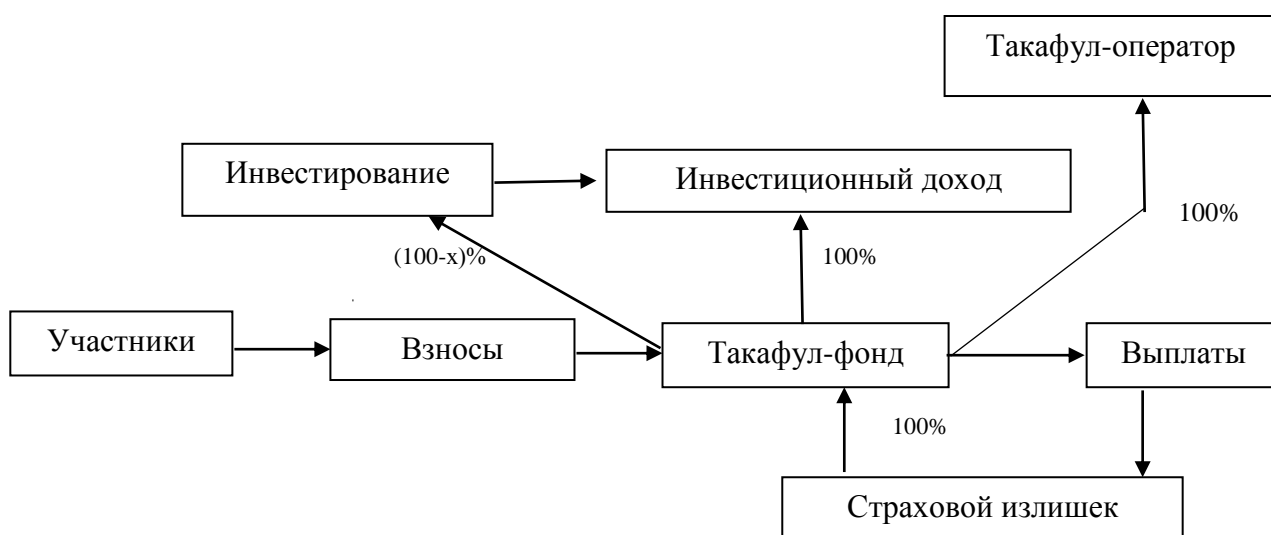 Такафул-оператор
Инвестирование
Инвестиционный доход
100%
(100-x)%
100%
Участники
Взносы
Такафул-фонд
Выплаты
100%
Страховой излишек